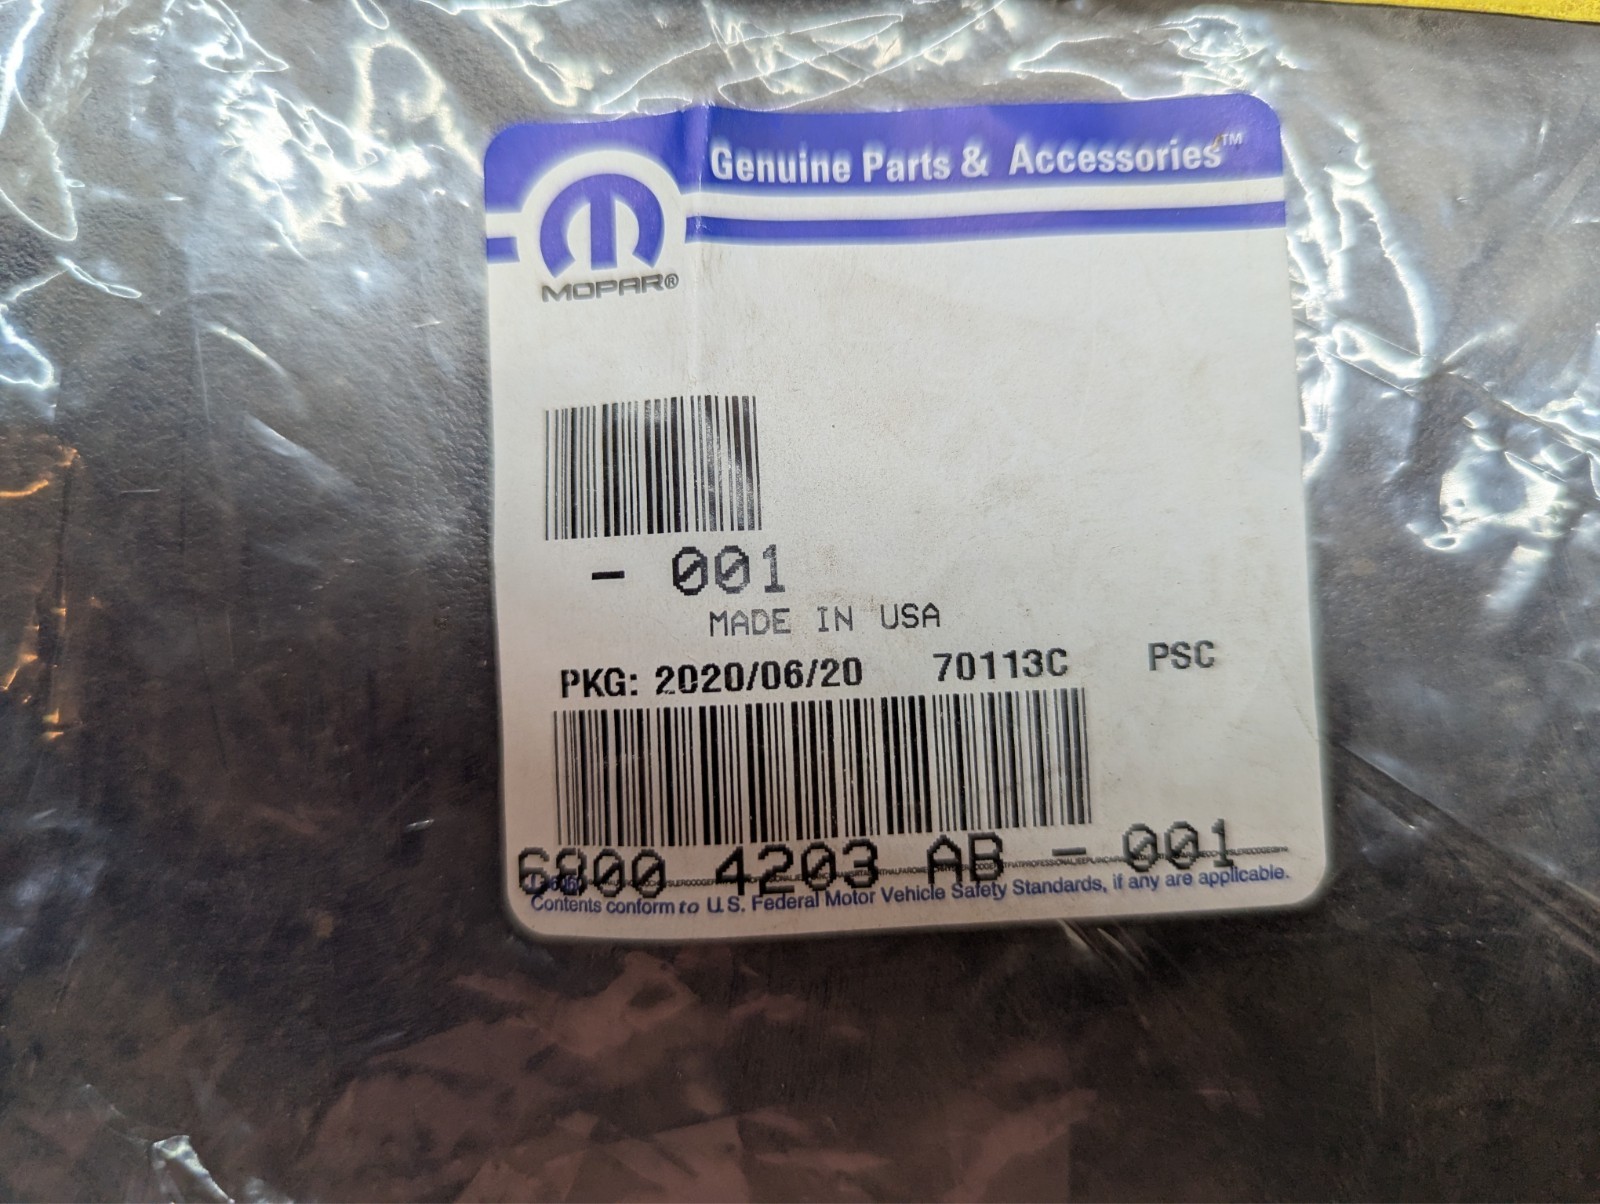 Genuine Parts & Accessories™
MOPAR®
- 001
MADE IN USA
PKG: 2020/06/20 70113C PSC
6800 4203 AB - 001
Contents conform to U.S. Federal Motor Vehicle Safety Standards, if any are applicable.